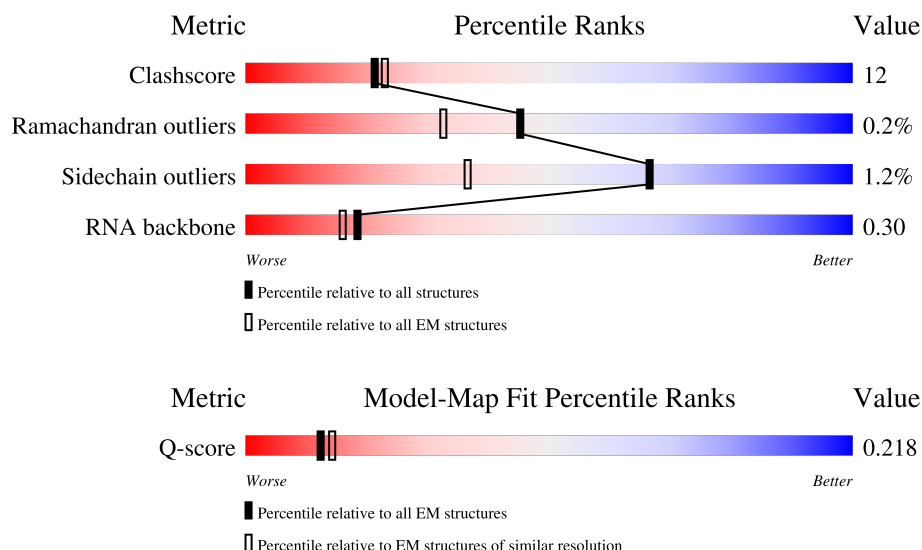 Metric Percentile Ranks Value
Clashscore 12
Ramachandran outliers 0.2%
Sidechain outliers 1.2%
RNA backbone 0.30
Worse Better
Percentile relative to all structures
Percentile relative to all EM structures
Metric Model-Map Fit Percentile Ranks Value
Q-score 0.218
Worse Better
Percentile relative to all EM structures
Percentile relative to EM structures of similar resolution